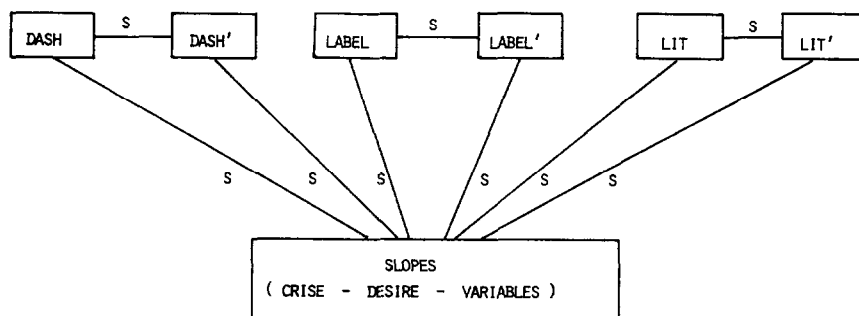 S S S
DASH DASH' LABEL LABEL' LIT LIT'
S S S S S S
SLOPES
( CRISE - DESIRE - VARIABLES )